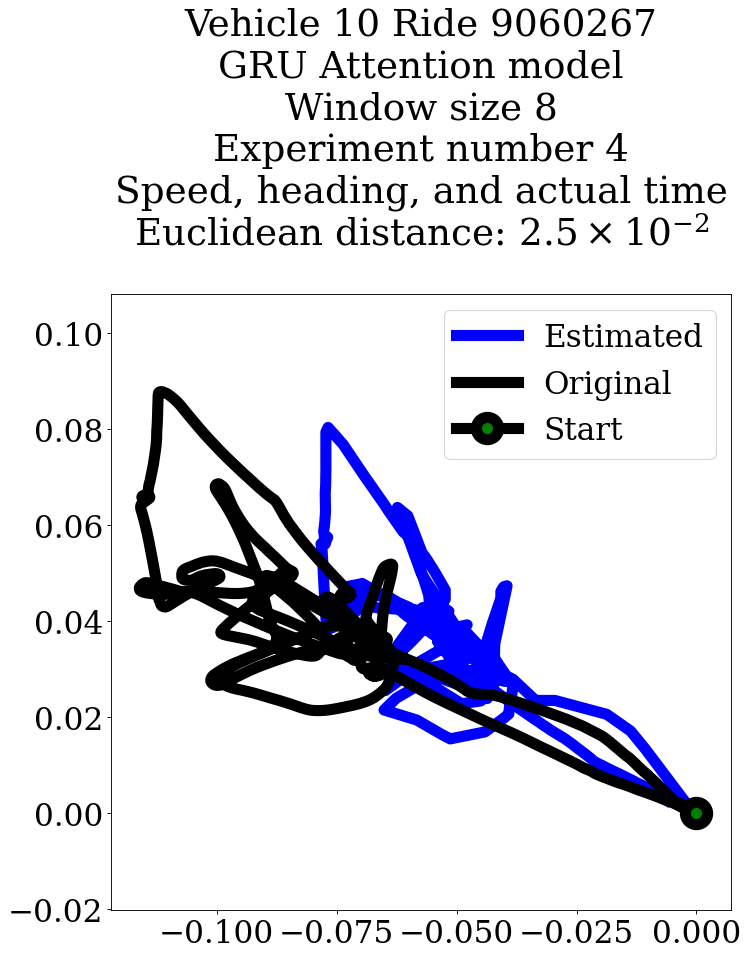 Vehicle 10 Ride 9060267
GRU Attention model
Window size 8
Experiment number 4
Speed, heading, and actual time
Euclidean distance: 2.5 × 10⁻²
Estimated
Original
Start
0.10
0.08
0.06
0.04
0.02
0.00
−0.02
−0.100 −0.075 −0.050 −0.025 0.000